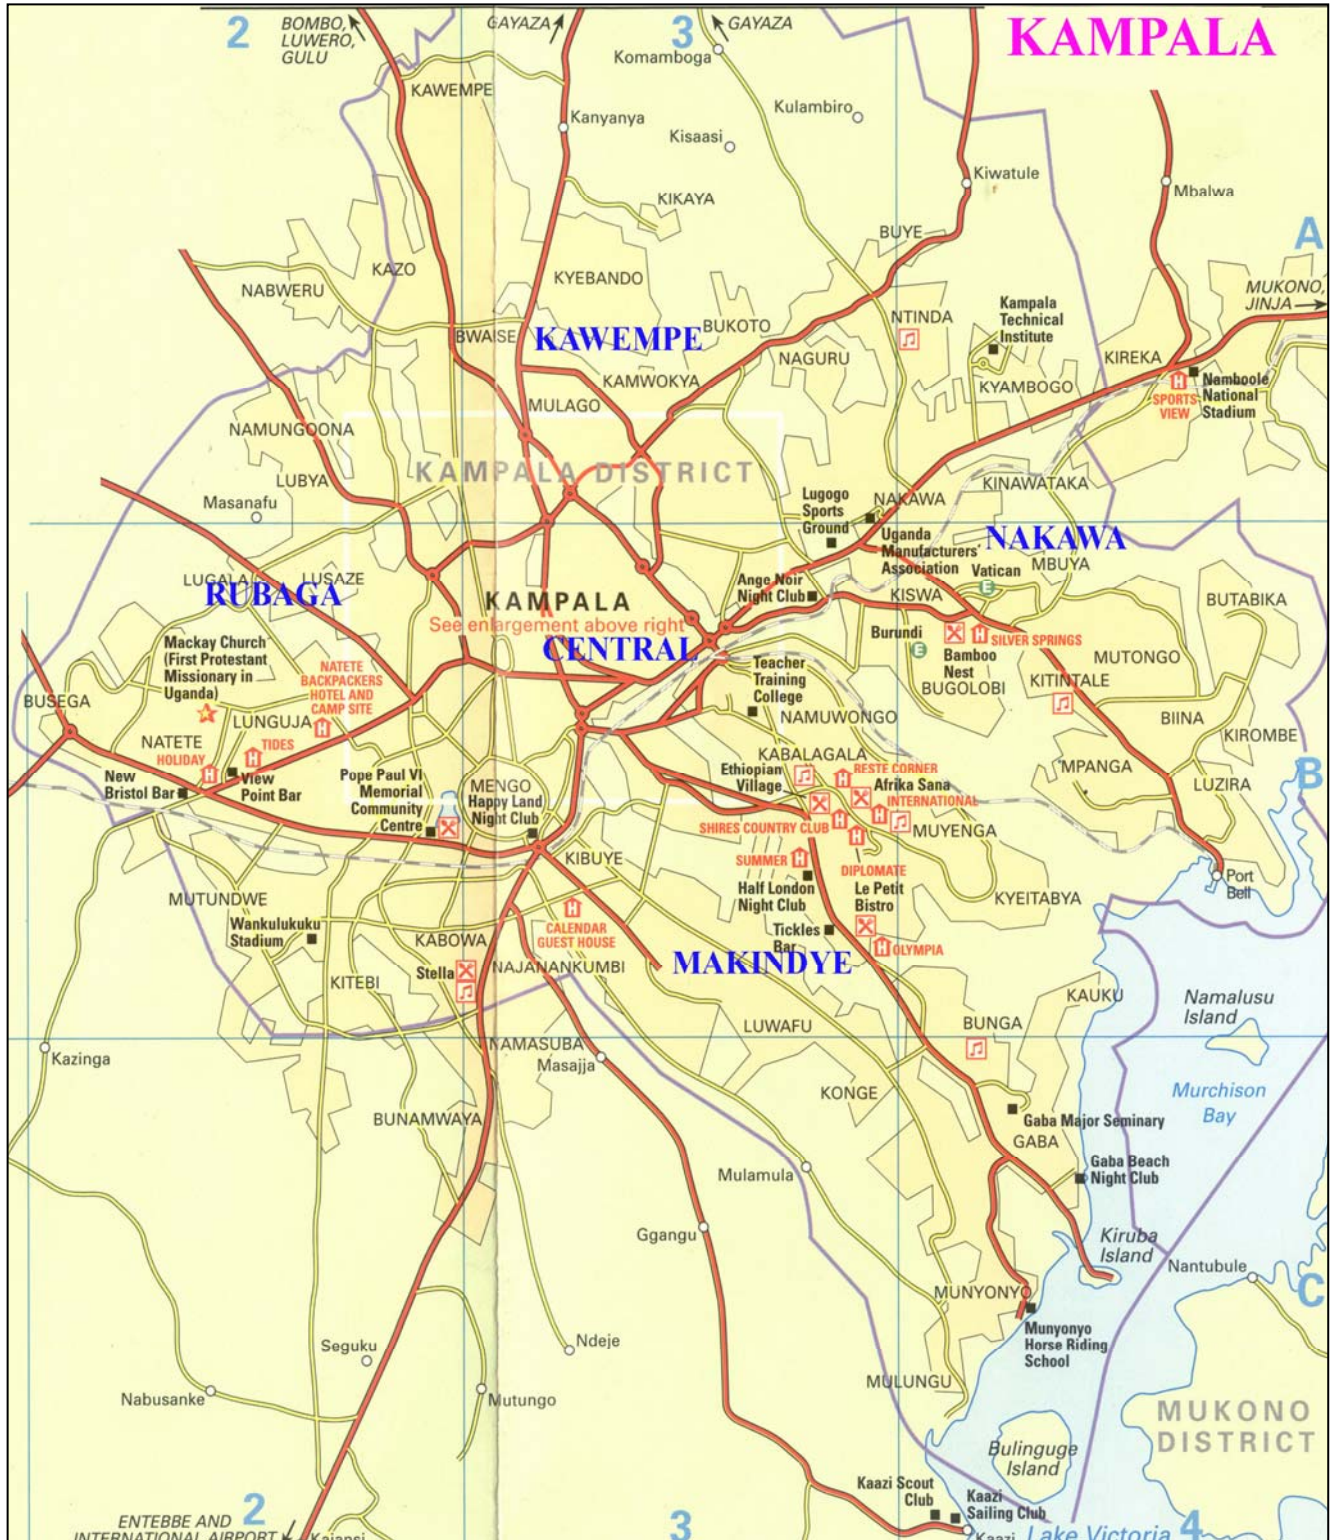 2
BOMBO,
LUWERO,
GULU
GAYAZA
3
GAYAZA
KAMPALA
Komamboga
KAWEMPE
Kanyanya
Kulambiro
Kisaasi
Kiwatule
Mbalwa
KIKAYA
BUYE
A
KAZO
NABWERU
KYEBANDO
MUKONO,
JINJA
BWAISE
KAWEMPE
BUKOTO
NTINDA
Kampala
Technical
Institute
NAGURU
KIREKA
KAMWOKYA
KYAMBOGO
MULAGO
SPORTS
VIEW
Namboole
National
Stadium
NAMUNGOONA
KAMPALA DISTRICT
LUBYA
Masanafu
KINAWATAKA
Lugogo
Sports
Ground
NAKAWA
Uganda
Manufacturers'
Association
NAKAWA
MBUYA
Vatican
LUGALA
LUSAZE
RUBAGA
KAMPALA
See enlargement above right
CENTRAL
Ange Noir
Night Club
KISWA
BUTABIKA
Burundi
SILVER SPRINGS
Bamboo
Nest
MUTONGO
Mackay Church
(First Protestant
Missionary in
Uganda)
NATETE
BACKPACKERS
HOTEL AND
CAMP SITE
Teacher
Training
College
BUGOLOBI
KITINTALE
BUSEGA
LUNGUJA
NAMUWONGO
BIINA
KIROMBE
NATETE
HOLIDAY
TIDES
KABALAGALA
MPANGA
B
New
Bristol Bar
View
Point Bar
Pope Paul VI
Memorial
Community
Centre
MENGO
Happy Land
Night Club
Ethiopian
Village
RESTE CORNER
Afrika Sana
INTERNATIONAL
LUZIRA
SHIRES COUNTRY CLUB
MUYENGA
KIBUYE
SUMMER
DIPLOMATE
Half London
Night Club
Le Petit
Bistro
KYEITABYA
Port
Bell
MUTUNDWE
Wankulukuku
Stadium
KABOWA
CALENDAR
GUEST HOUSE
Tickles
Bar
OLYMPIA
MAKINDYE
Stella
NAJANANKUMBI
KITEBI
KAUKU
Namalusu
Island
LUWAFU
BUNGA
Kazinga
NAMASUBA
Masajja
KONGE
Murchison
Bay
BUNAMWAYA
Gaba Major Seminary
GABA
Mulamula
Gaba Beach
Night Club
Ggangu
Kiruba
Island
Nantubule
MUNYONYO
C
Munyonyo
Horse Riding
School
Seguku
Ndeje
MULUNGU
Nabusanke
Mutungo
MUKONO
DISTRICT
Bulinguge
Island
Kaazi Scout
Club
Kaazi
Sailing Club
2
ENTEBBE AND
INTERNATIONAL AIRPORT
Kajansi
3
Kaazi
Lake Victoria
4